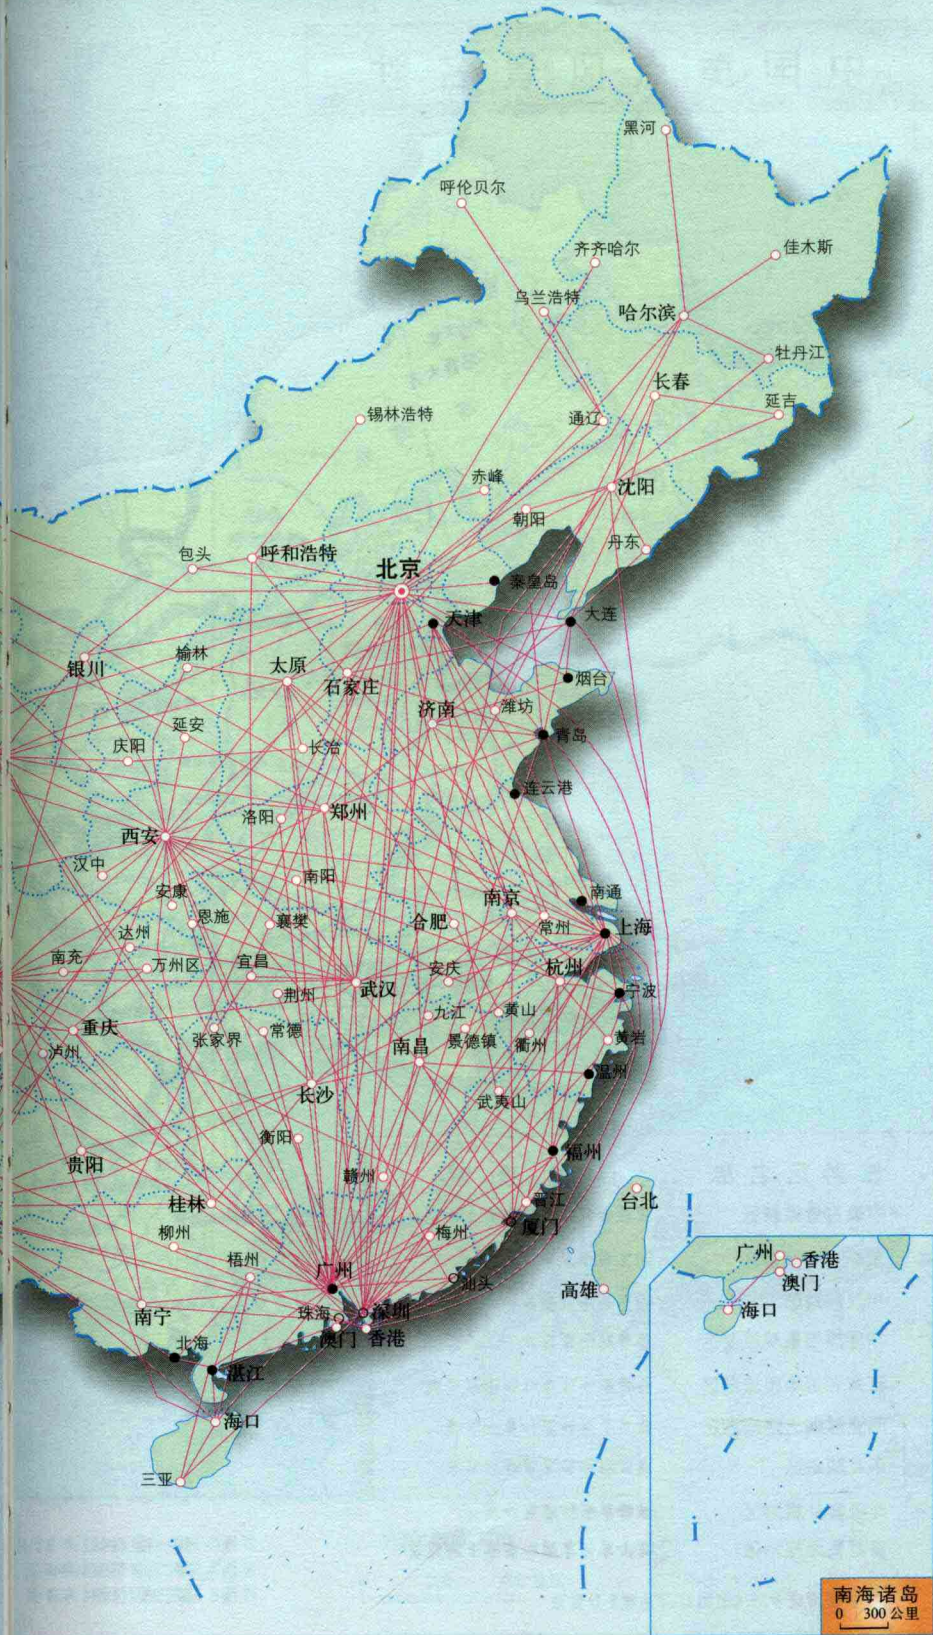 黑河
呼伦贝尔
齐齐哈尔
佳木斯
乌兰浩特
哈尔滨
牡丹江
长春
延吉
锡林浩特
通辽
赤峰
沈阳
朝阳
丹东
包头
呼和浩特
北京
秦皇岛
天津
大连
银川
榆林
太原
石家庄
烟台
济南
潍坊
延安
庆阳
长治
青岛
连云港
洛阳
郑州
西安
汉中
南阳
安康
恩施
襄樊
南京
南通
合肥
常州
上海
达州
南充
万州区
宜昌
安庆
杭州
荆州
武汉
宁波
重庆
张家界
常德
九江
黄山
景德镇
衢州
黄岩
泸州
南昌
温州
长沙
武夷山
衡阳
福州
贵阳
赣州
桂林
晋江
厦门
台北
柳州
梅州
梧州
广州
汕头
高雄
南宁
珠海
深圳
澳门
香港
北海
湛江
海口
三亚
广州
香港
澳门
海口
南海诸岛
0 300公里